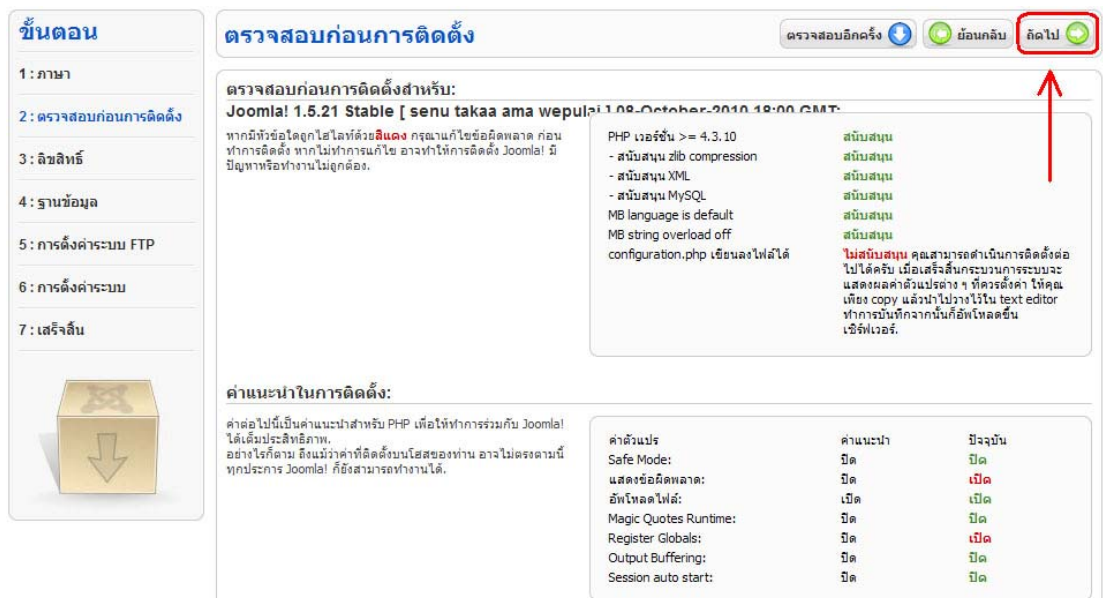 ขั้นตอน
1 : ภาษา
2 : ตรวจสอบก่อนการติดตั้ง
3 : ลิขสิทธิ์
4 : ฐานข้อมูล
5 : การตั้งค่าระบบ FTP
6 : การตั้งค่าระบบ
7 : เสร็จสิ้น
ตรวจสอบก่อนการติดตั้ง
ตรวจสอบอีกครั้ง ย้อนกลับ ถัดไป
ตรวจสอบก่อนการติดตั้งสำหรับ:
Joomla! 1.5.21 Stable [ senu takaa ama wepulai ] 08-October-2010 18:00 GMT:
หากมีหัวข้อใดถูกไฮไลท์ด้วยสีแดง กรุณาแก้ไขข้อผิดพลาด ก่อน
ทำการติดตั้ง หากไม่ทำการแก้ไข อาจทำให้การติดตั้ง Joomla! มี
ปัญหาหรือทำงานไม่ถูกต้อง.
PHP เวอร์ชั่น >= 4.3.10 สนับสนุน
- สนับสนุน zlib compression สนับสนุน
- สนับสนุน XML สนับสนุน
- สนับสนุน MySQL สนับสนุน
MB language is default สนับสนุน
MB string overload off สนับสนุน
configuration.php เขียนลงไฟล์ได้ ไม่สนับสนุน คุณสามารถดำเนินการติดตั้งต่อ
ไปได้ครับ เมื่อเสร็จสิ้นกระบวนการระบบจะ
แสดงผลค่าตัวแปรต่าง ๆ ที่ควรตั้งค่า ให้คุณ
เพียง copy แล้วนำไปวางไว้ใน text editor
ทำการบันทึกจากนั้นก็อัพโหลดขึ้น
เซิร์ฟเวอร์.
ค่าแนะนำในการติดตั้ง:
ค่าต่อไปนี้เป็นค่าแนะนำสำหรับ PHP เพื่อให้ทำการร่วมกับ Joomla!
ได้เต็มประสิทธิภาพ.
อย่างไรก็ตาม ถึงแม้ว่าค่าที่ติดตั้งบนโฮสของท่าน อาจไม่ตรงตามนี้
ทุกประการ Joomla! ก็ยังสามารถทำงานได้.
ค่าตัวแปร ค่าแนะนำ ปัจจุบัน
Safe Mode: ปิด ปิด
แสดงข้อผิดพลาด: ปิด เปิด
อัพโหลดไฟล์: เปิด เปิด
Magic Quotes Runtime: ปิด ปิด
Register Globals: ปิด เปิด
Output Buffering: ปิด ปิด
Session auto start: ปิด ปิด